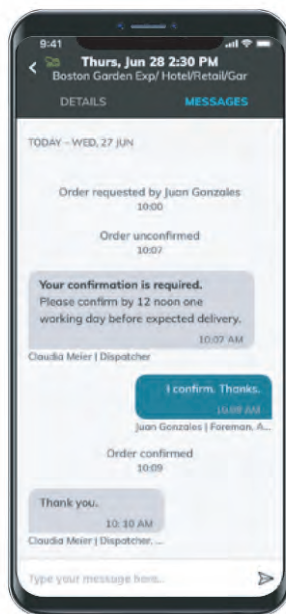 9:41
Thurs, Jun 28 2:30 PM
Boston Garden Exp/ Hotel/Retail/Gar
DETAILS MESSAGES
TODAY – WED, 27 JUN
Order requested by Juan Gonzales
10:00
Order unconfirmed
10:07
Your confirmation is required.
Please confirm by 12 noon one
working day before expected delivery.
10:07 AM
Claudia Meier | Dispatcher
I confirm. Thanks.
10:09 AM
Juan Gonzales | Foreman, A...
Order confirmed
10:09
Thank you.
10:10 AM
Claudia Meier | Dispatcher, ...
Type your message here...